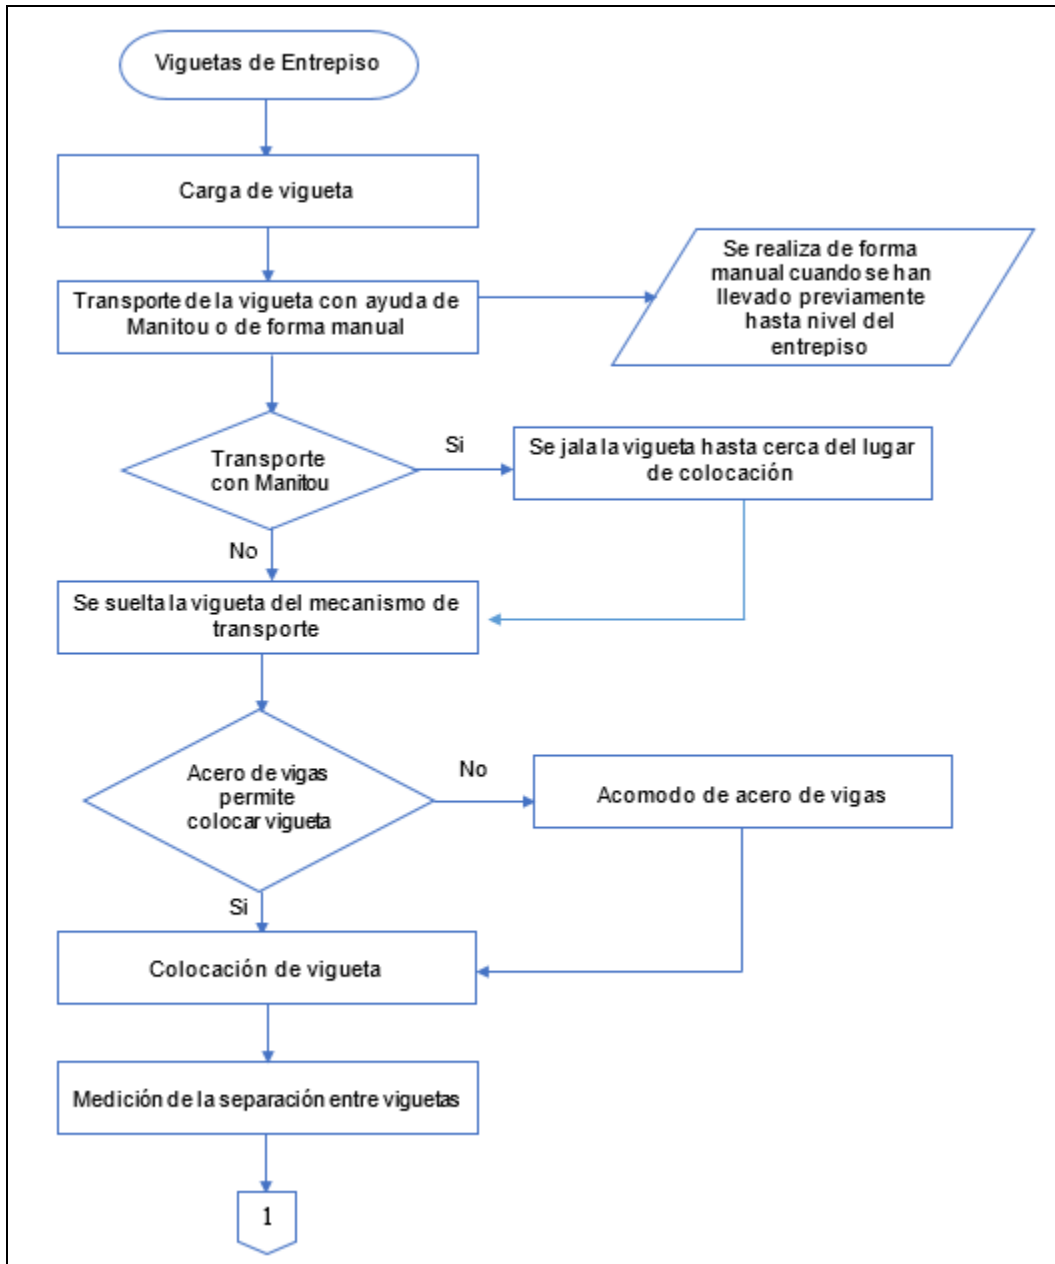 Viguetas de Entrepiso
Carga de vigueta
Se realiza de forma
manual cuando se han
llevado previamente
hasta nivel del
entrepiso
Transporte de la vigueta con ayuda de
Manitou o de forma manual
Transporte
con Manitou
Si
Se jala la vigueta hasta cerca del lugar
de colocación
No
Se suelta la vigueta del mecanismo de
transporte
Acero de vigas
permite
colocar vigueta
No
Acomodo de acero de vigas
Si
Colocación de vigueta
Medición de la separación entre viguetas
1